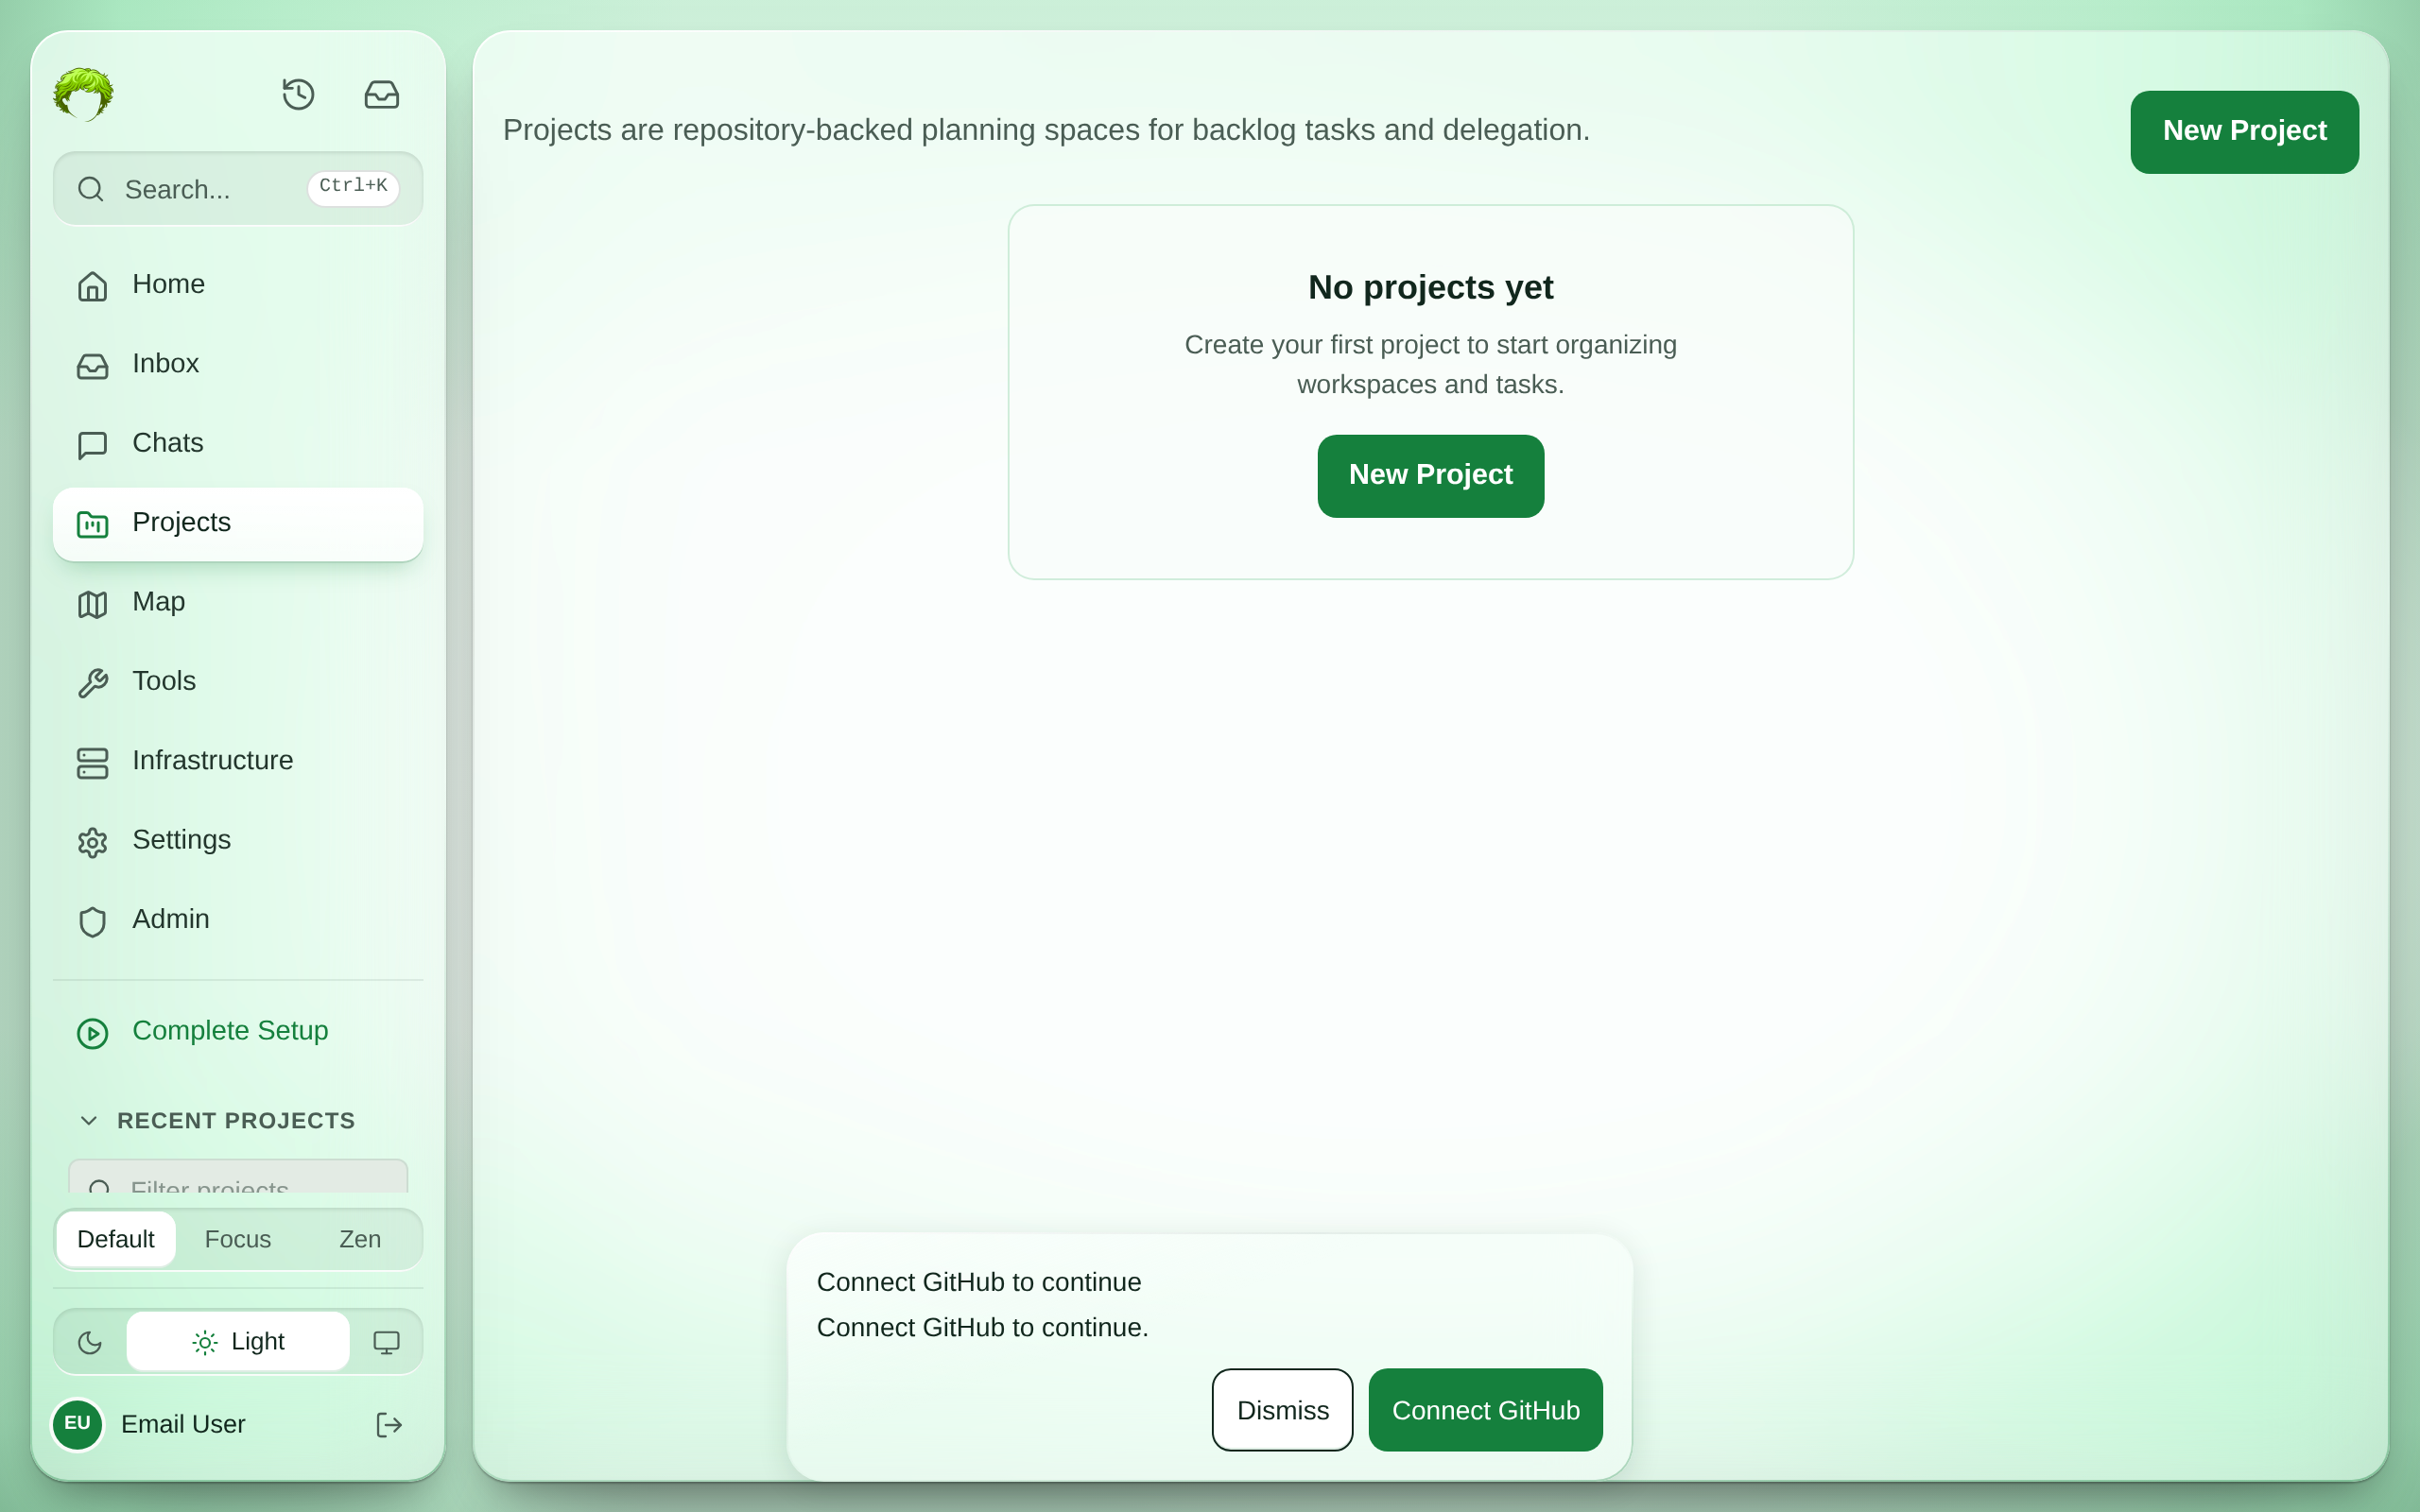 Search...
Ctrl+K
Home
Inbox
Chats
Projects
Map
Tools
Infrastructure
Settings
Admin
Complete Setup
RECENT PROJECTS
Filter projects
Default Focus Zen
Light
EU Email User
Projects are repository-backed planning spaces for backlog tasks and delegation.
New Project
No projects yet
Create your first project to start organizing
workspaces and tasks.
New Project
Connect GitHub to continue
Connect GitHub to continue.
Dismiss
Connect GitHub